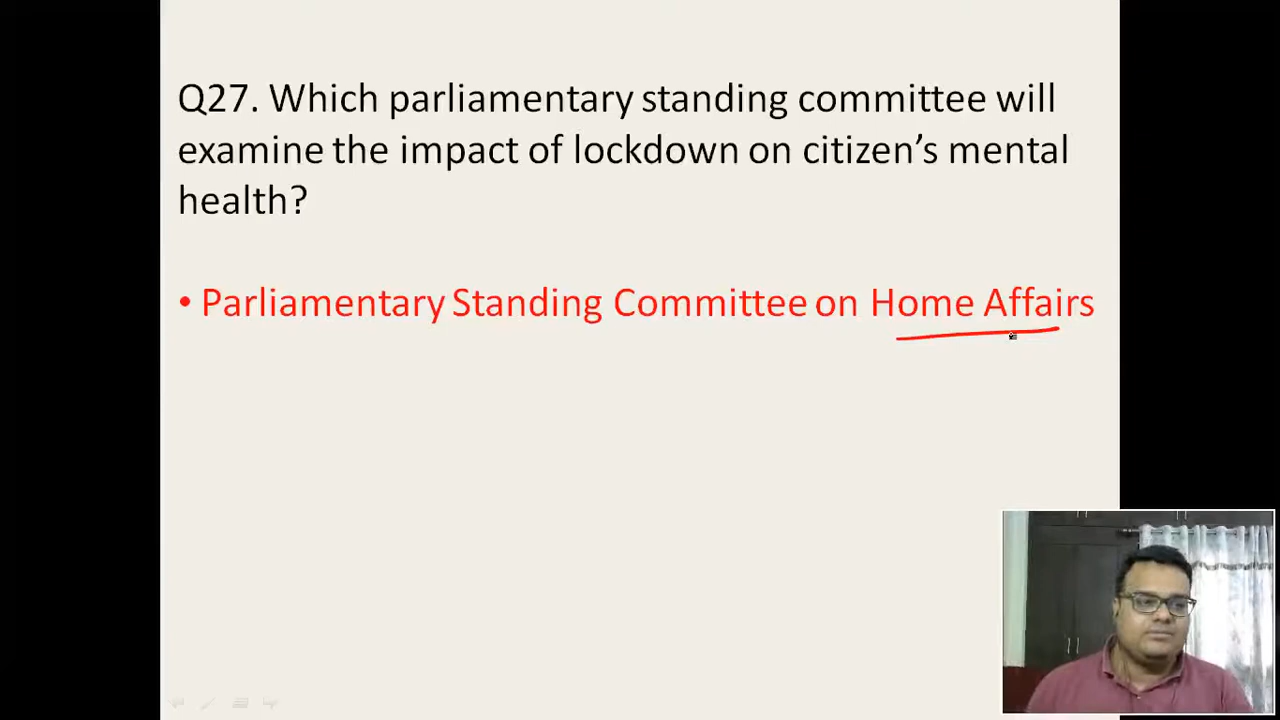 Q27. Which parliamentary standing committee will
examine the impact of lockdown on citizen’s mental
health?
• Parliamentary Standing Committee on Home Affairs